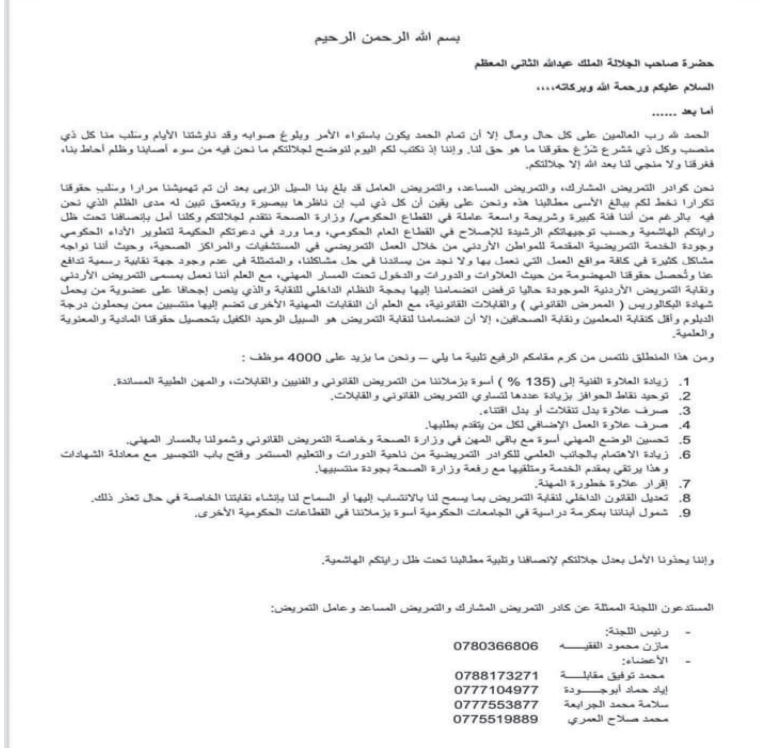 بسم الله الرحمن الرحيم
حضرة صاحب الجلالة الملك عبدالله الثاني المعظم
السلام عليكم ورحمة الله وبركاته،،،،
أما بعد ......
الحمد لله رب العالمين على كل حال ومآل إلا أن تمام الحمد يكون باستواء الأمر وبلوغ صوابه وقد ناوشتنا الأيام وسلب منا كل ذي
منصب وكل ذي مشرع شرّع حقوقنا ما هو حق لنا. وإننا إذ نكتب لكم اليوم لنوضح لجلالتكم ما نحن فيه من سوء أصابنا وظلم أحاط بنا،
فغرقنا ولا منجي لنا بعد الله إلا جلالتكم.
نحن كوادر التمريض المشارك، والتمريض المساعد، والتمريض العامل قد بلغ بنا السيل الزبى بعد أن تم تهميشنا مرارا وسلب حقوقنا
تكرارا نخط لكم ببالغ الأسى مطالبنا هذه ونحن على يقين أن كل ذي لب إن ناظرها ببصيرة وبتعمق تبين له مدى الظلم الذي نحن
فيه بالرغم من أننا فئة كبيرة وشريحة واسعة عاملة في القطاع الحكومي/ وزارة الصحة نتقدم لجلالتكم وكلنا أمل بإنصافنا تحت ظل
رايتكم الهاشمية وحسب توجيهاتكم الرشيدة للإصلاح في القطاع العام الحكومي، وما ورد في دعوتكم الحكيمة لتطوير الأداء الحكومي
وجودة الخدمة التمريضية المقدمة للمواطن الأردني من خلال العمل التمريضي في المستشفيات والمراكز الصحية، وحيث أننا نواجه
مشاكل كثيرة في كافة مواقع العمل التي نعمل بها ولا نجد من يساندنا في حل مشاكلنا، والمتمثلة في عدم وجود جهة نقابية رسمية تدافع
عنا وتُحصل حقوقنا المهضومة من حيث العلاوات والدورات والدخول تحت المسار المهني، مع العلم أننا نعمل بمسمى التمريض الأردني
ونقابة التمريض الأردنية الموجودة حاليا ترفض انضمامنا إليها بحجة النظام الداخلي للنقابة والذي ينص إجحافا على عضوية من يحمل
شهادة البكالوريس ( الممرض القانوني ) والقابلات القانونية، مع العلم أن النقابات المهنية الأخرى تضم إليها منتسبين ممن يحملون درجة
الدبلوم وأقل كنقابة المعلمين ونقابة الصحافين، إلا أن انضمامنا لنقابة التمريض هو السبيل الوحيد الكفيل بتحصيل حقوقنا المادية والمعنوية
والعلمية.
ومن هذا المنطلق نلتمس من كرم مقامكم الرفيع تلبية ما يلي – ونحن ما يزيد على 4000 موظف :
1. زيادة العلاوة الفنية إلى (135 % ) أسوة بزملاننا من التمريض القانوني والفنيين والقابلات، والمهن الطبية المساندة.
2. توحيد نقاط الحوافز بزيادة عددها لتساوي التمريض القانوني والقابلات.
3. صرف علاوة بدل تنقلات أو بدل اقتناء.
4. صرف علاوة العمل الإضافي لكل من يتقدم بطلبها.
5. تحسين الوضع المهني أسوة مع باقي المهن في وزارة الصحة وخاصة التمريض القانوني وشمولنا بالمسار المهني.
6. زيادة الاهتمام بالجانب العلمي للكوادر التمريضية من ناحية الدورات والتعليم المستمر وفتح باب التجسير مع معادلة الشهادات
وهذا يرتقي بمقدم الخدمة ومتلقيها مع رفعة وزارة الصحة بجودة منتسبيها.
7. إقرار علاوة خطورة المهنة.
8. تعديل القانون الداخلي لنقابة التمريض بما يسمح لنا بالانتساب إليها أو السماح لنا بإنشاء نقابتنا الخاصة في حال تعذر ذلك.
9. شمول أبنائنا بمكرمة دراسية في الجامعات الحكومية أسوة بزملاننا في القطاعات الحكومية الأخرى.
وإننا يحذونا الأمل بعدل جلالتكم لإنصافنا وتلبية مطالبنا تحت ظل رايتكم الهاشمية.
المستدعون اللجنة الممثلة عن كادر التمريض المشارك والتمريض المساعد وعامل التمريض:
- رئيس اللجنة:
مازن محمود الفقيـــه 0780366806
- الأعضاء:
محمد توفيق مقابلـــة 0788173271
إياد حماد أبوجـــودة 0777104977
سلامة محمد الجرابعة 0777553877
محمد صلاح العمري 0775519889